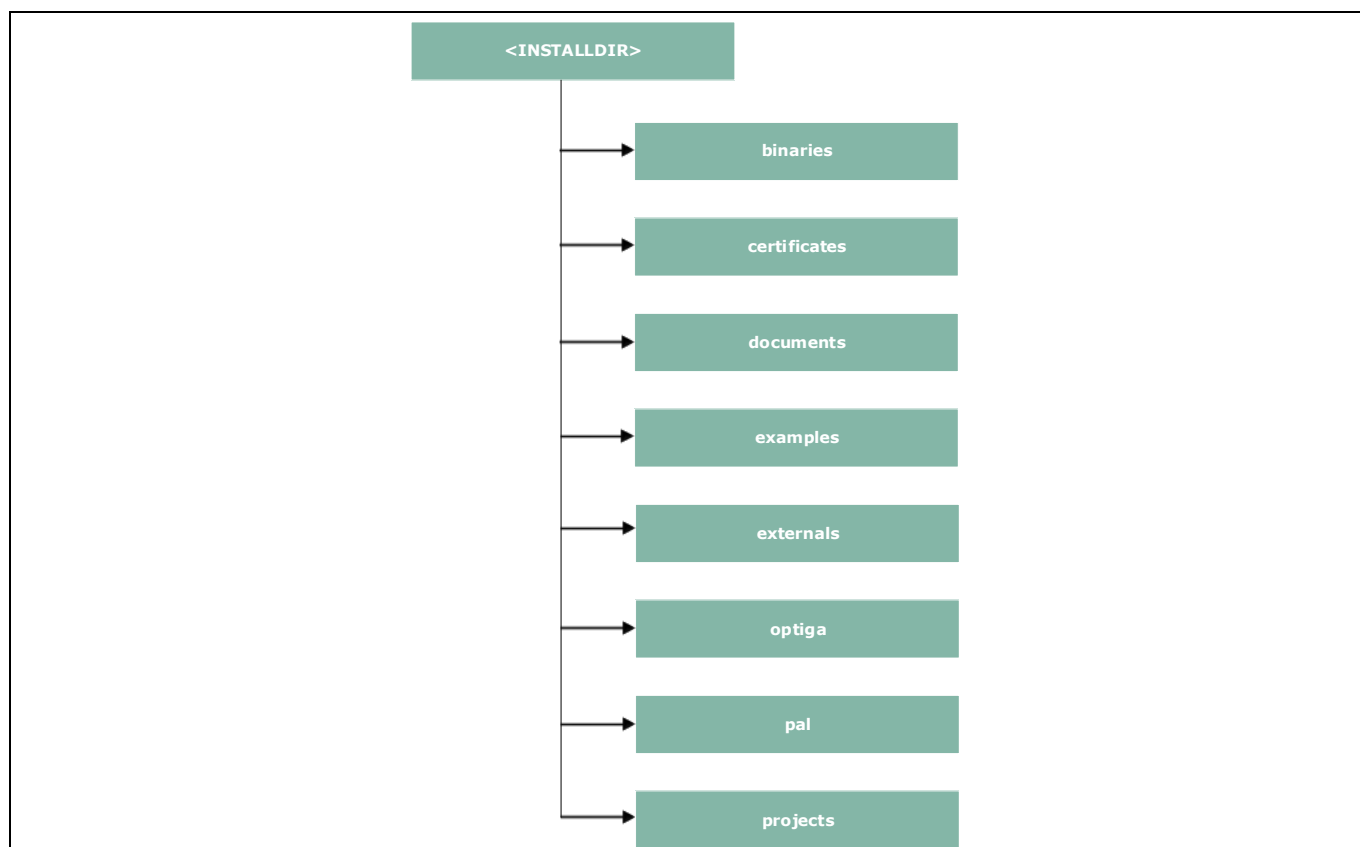 <INSTALLDIR>
binaries
certificates
documents
examples
externals
optiga
pal
projects